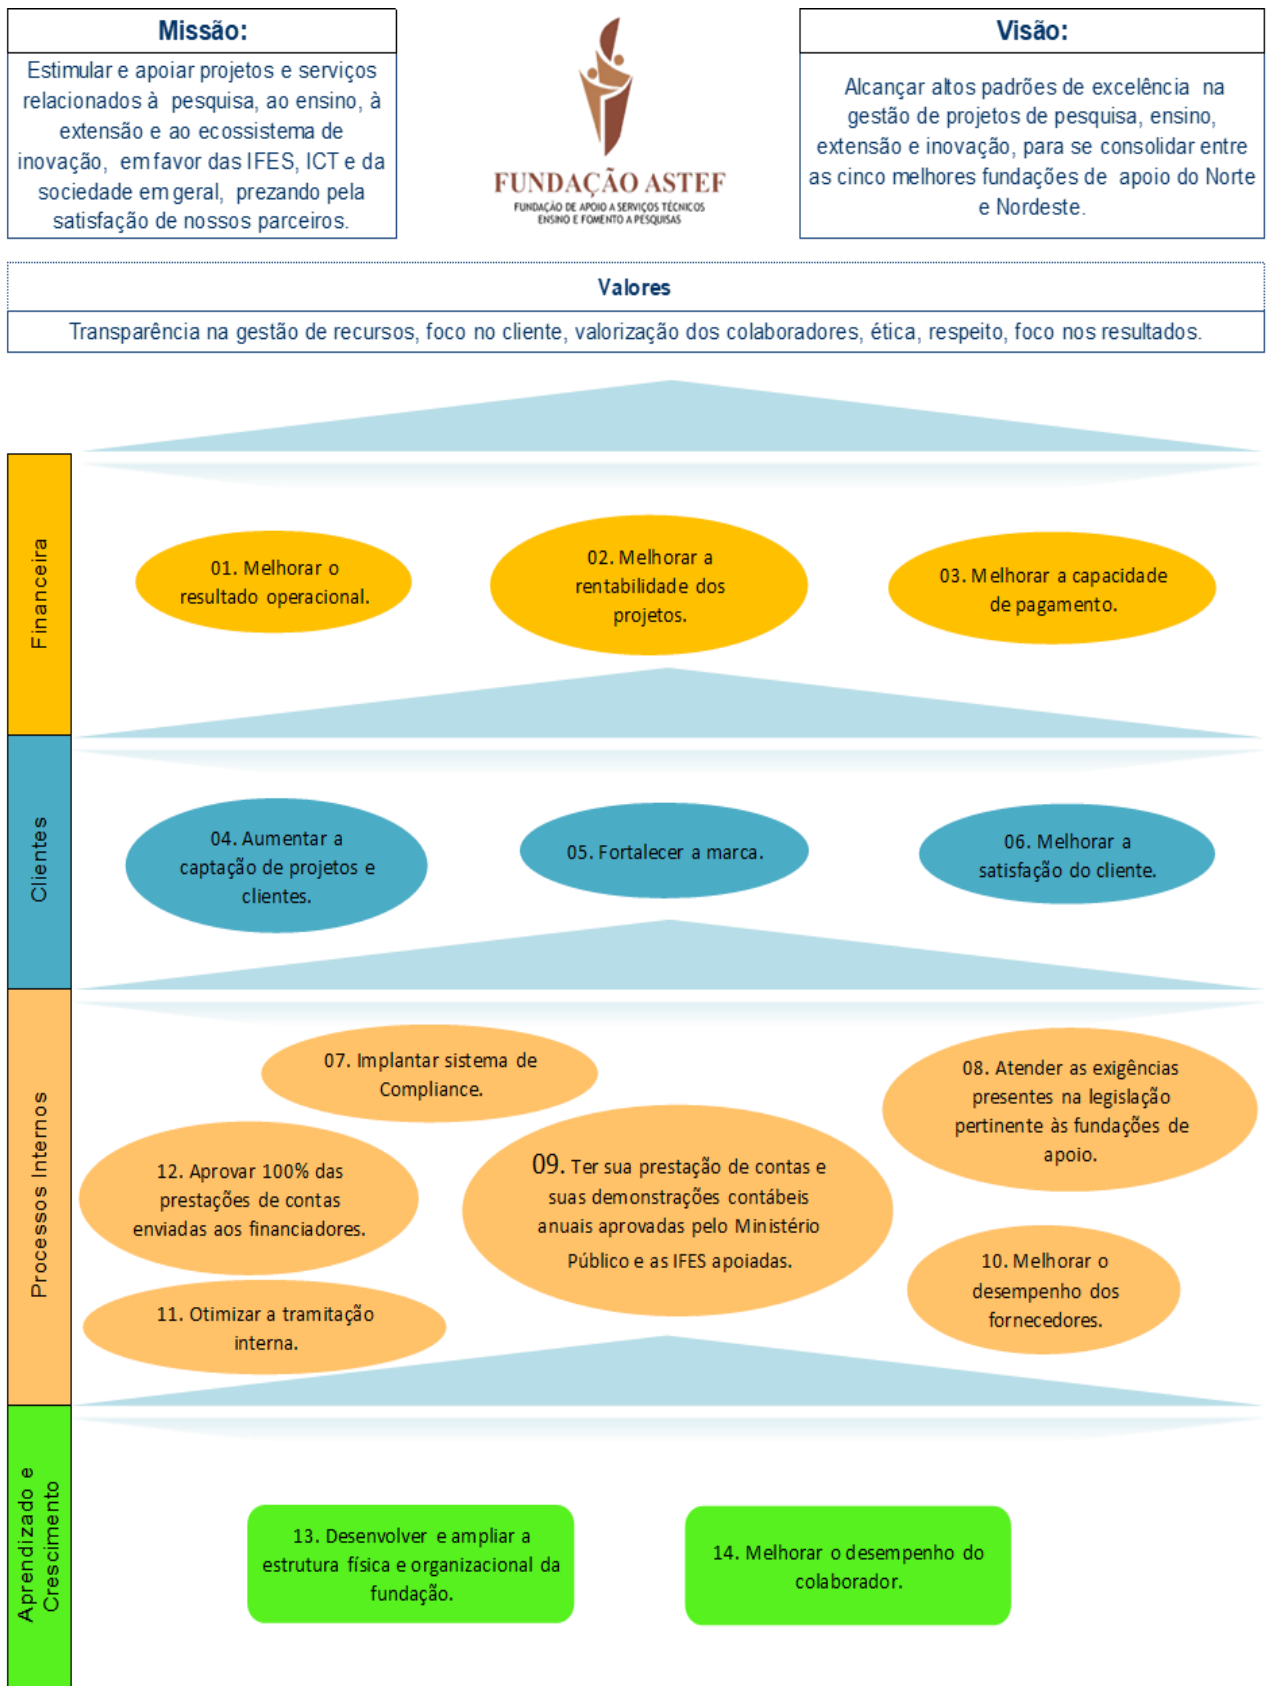 Missão:
Estimular e apoiar projetos e serviços
relacionados à pesquisa, ao ensino, à
extensão e ao ecossistema de
inovação, em favor das IFES, ICT e da
sociedade em geral, prezando pela
satisfação de nossos parceiros.
FUNDAÇÃO ASTEF
FUNDAÇÃO DE APOIO A SERVIÇOS TÉCNICOS
ENSINO E FOMENTO A PESQUISAS
Visão:
Alcançar altos padrões de excelência na
gestão de projetos de pesquisa, ensino,
extensão e inovação, para se consolidar entre
as cinco melhores fundações de apoio do Norte
e Nordeste.
Valores
Transparência na gestão de recursos, foco no cliente, valorização dos colaboradores, ética, respeito, foco nos resultados.
Financeira
01. Melhorar o
resultado operacional.
02. Melhorar a
rentabilidade dos
projetos.
03. Melhorar a capacidade
de pagamento.
Clientes
04. Aumentar a
captação de projetos e
clientes.
05. Fortalecer a marca.
06. Melhorar a
satisfação do cliente.
Processos Internos
07. Implantar sistema de
Compliance.
08. Atender as exigências
presentes na legislação
pertinente às fundações de
apoio.
12. Aprovar 100% das
prestações de contas
enviadas aos financiadores.
09. Ter sua prestação de contas e
suas demonstrações contábeis
anuais aprovadas pelo Ministério
Público e as IFES apoiadas.
10. Melhorar o
desempenho dos
fornecedores.
11. Otimizar a tramitação
interna.
Aprendizado e
Crescimento
13. Desenvolver e ampliar a
estrutura física e organizacional da
fundação.
14. Melhorar o desempenho do
colaborador.